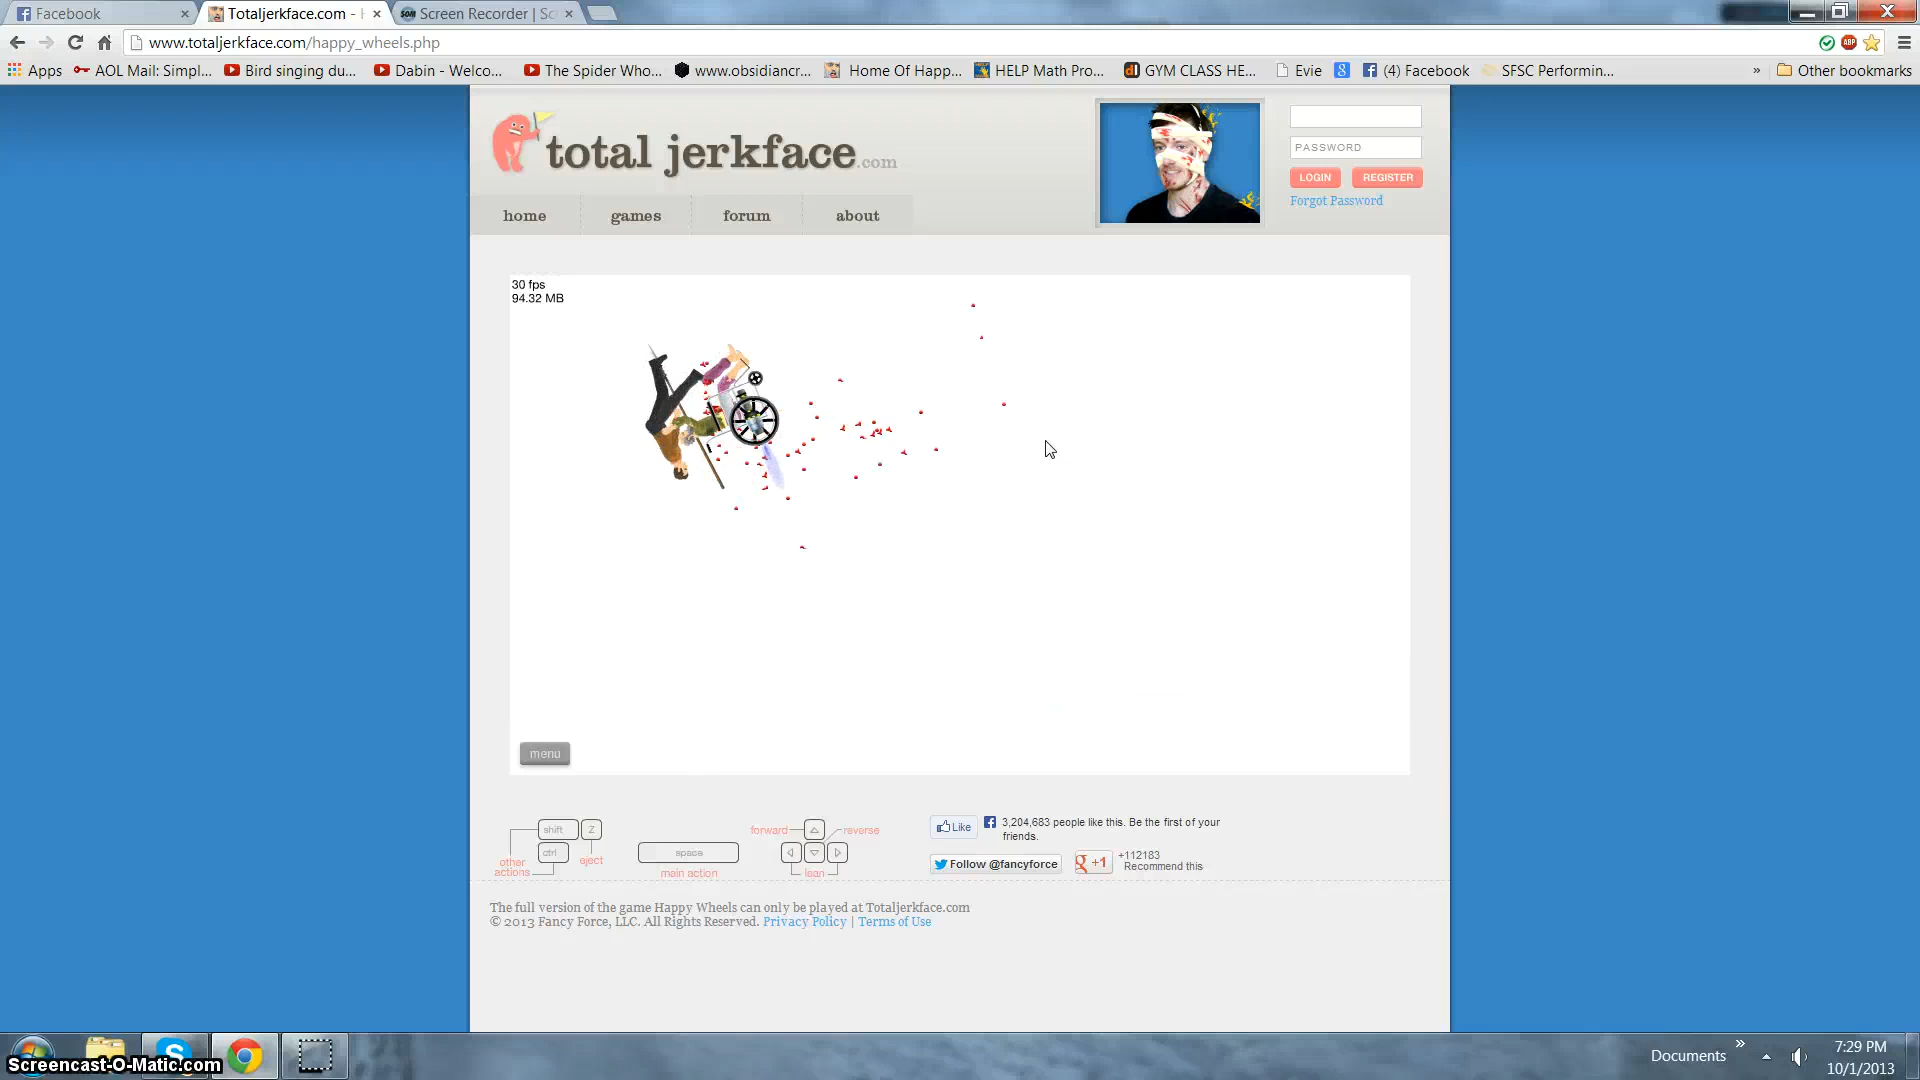 Facebook
Totaljerkface.com -
Screen Recorder | Sc
www.totaljerkface.com/happy_wheels.php
ABP
Apps
AOL Mail: Simpl...
Bird singing du...
Dabin - Welco...
The Spider Who...
www.obsidiancr...
Home Of Happ...
HELP Math Pro...
GYM CLASS HE...
Evie
(4) Facebook
SFSC Performin...
»
Other bookmarks
total jerkface.com
PASSWORD
LOGIN
REGISTER
Forgot Password
home
games
forum
about
30 fps
94.32 MB
menu
shift
Z
ctrl
other
actions
eject
space
main action
forward
reverse
lean
Like
3,204,683 people like this. Be the first of your
friends.
Follow @fancyforce
+1
+112183
Recommend this
The full version of the game Happy Wheels can only be played at Totaljerkface.com
© 2013 Fancy Force, LLC. All Rights Reserved. Privacy Policy | Terms of Use
Screencast-O-Matic.com
Documents
»
7:29 PM
10/1/2013